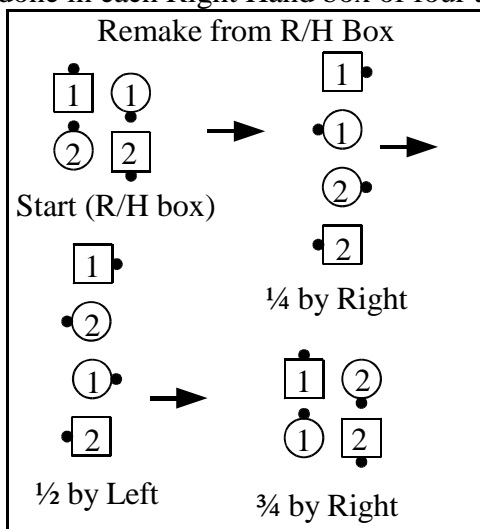 done in each Right Hand box of four
Remake from R/H Box
1 1
2 2
Start (R/H box)
1
1
2
2
¼ by Right
1
2
1
2
½ by Left
1 2
1 2
¾ by Right